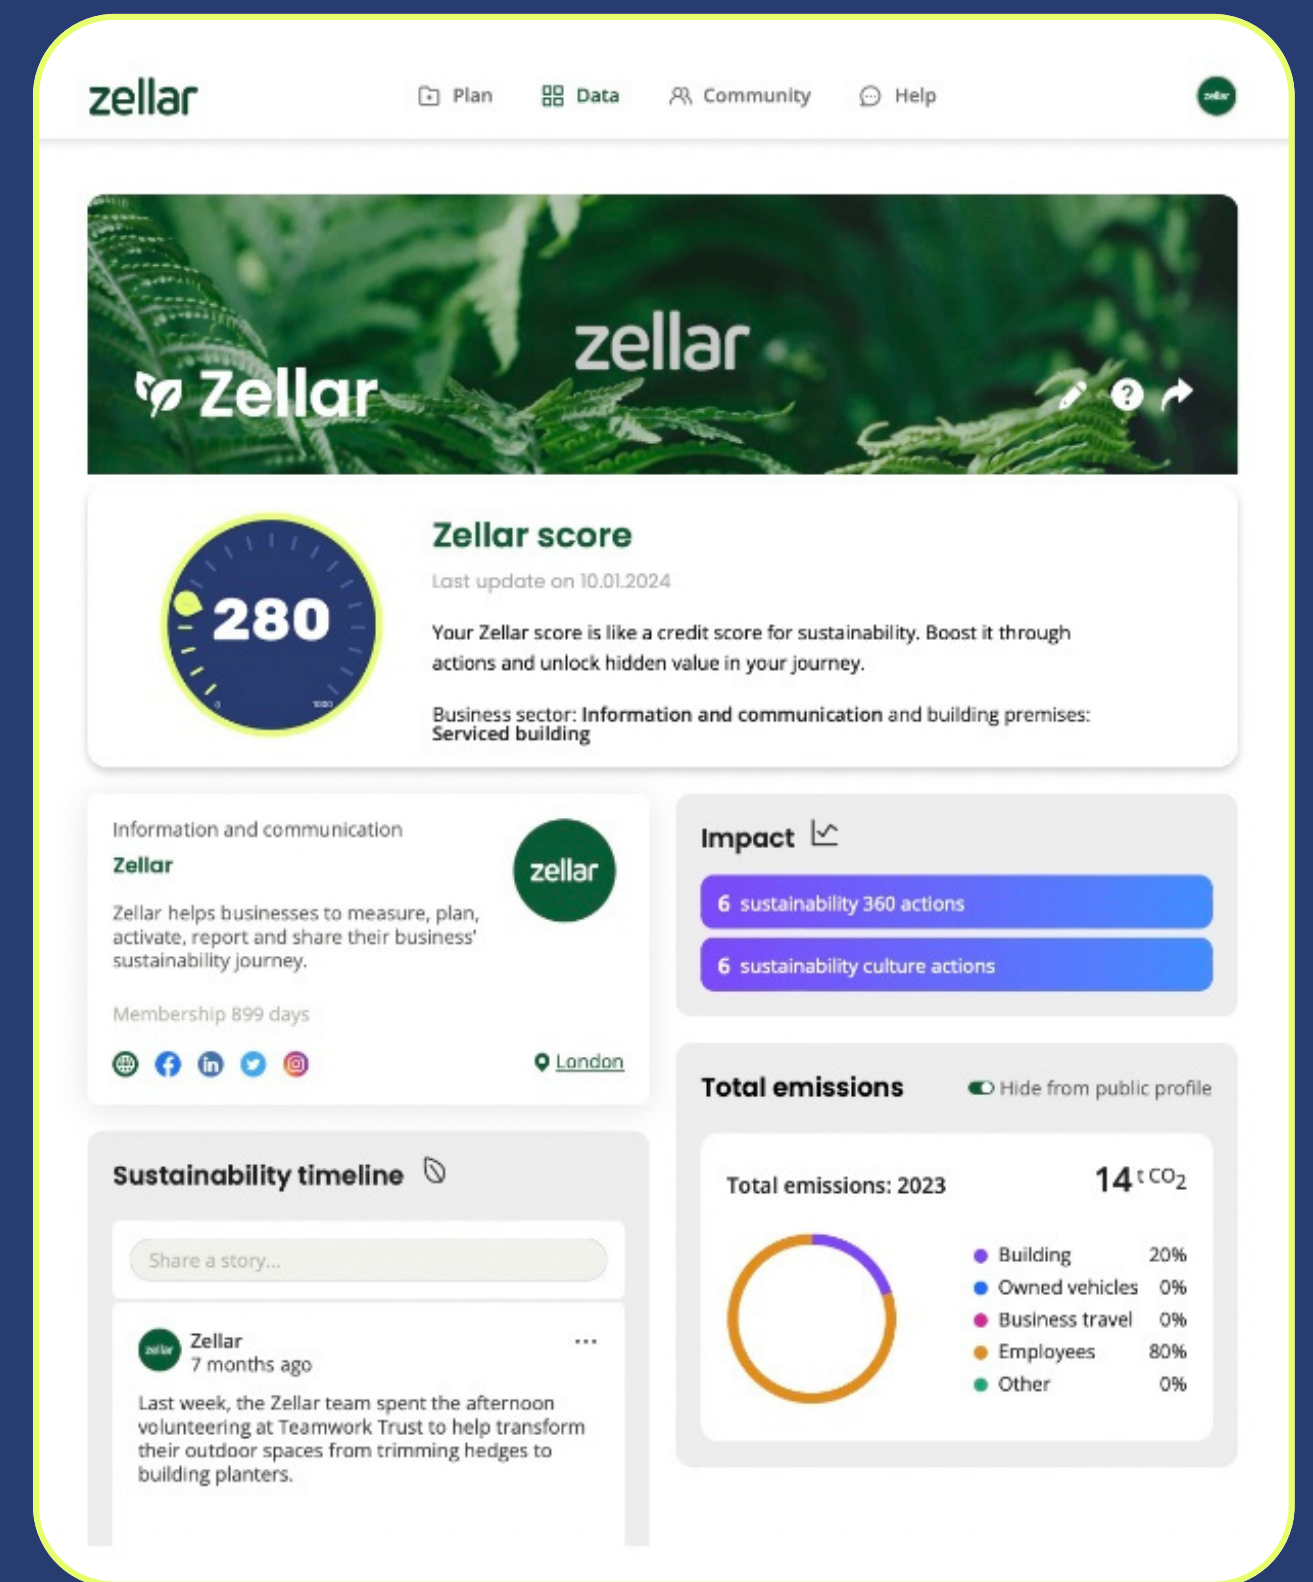 zellar
Plan
Data
Community
Help
zellar
zellar
Zellar
280
0
1000
Zellar score
Last update on 10.01.2024
Your Zellar score is like a credit score for sustainability. Boost it through
actions and unlock hidden value in your journey.
Business sector: Information and communication and building premises:
Serviced building
Information and communication
Zellar
zellar
Zellar helps businesses to measure, plan,
activate, report and share their business'
sustainability journey.
Membership 899 days
London
Impact
6 sustainability 360 actions
6 sustainability culture actions
Total emissions
Hide from public profile
Total emissions: 2023
14 t CO2
Building 20%
Owned vehicles 0%
Business travel 0%
Employees 80%
Other 0%
Sustainability timeline
Share a story...
zellar
Zellar
...
7 months ago
Last week, the Zellar team spent the afternoon
volunteering at Teamwork Trust to help transform
their outdoor spaces from trimming hedges to
building planters.